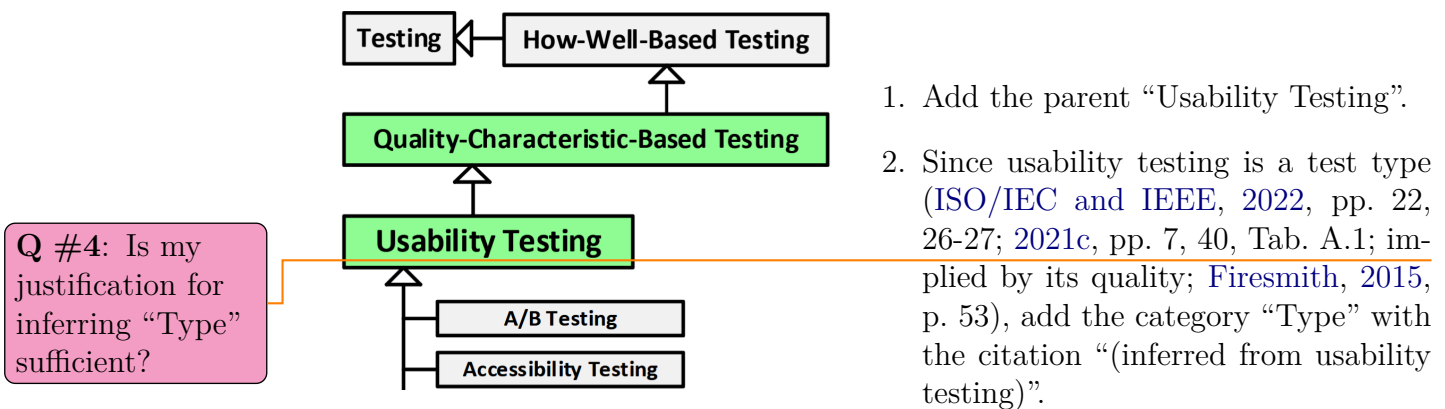 Testing
How-Well-Based Testing
Quality-Characteristic-Based Testing
Usability Testing
A/B Testing
Accessibility Testing
Q #4: Is my
justification for
inferring “Type”
sufficient?
1. Add the parent “Usability Testing”.
2. Since usability testing is a test type
(ISO/IEC and IEEE, 2022, pp. 22,
26-27; 2021c, pp. 7, 40, Tab. A.1; im-
plied by its quality; Firesmith, 2015,
p. 53), add the category “Type” with
the citation “(inferred from usability
testing)”.